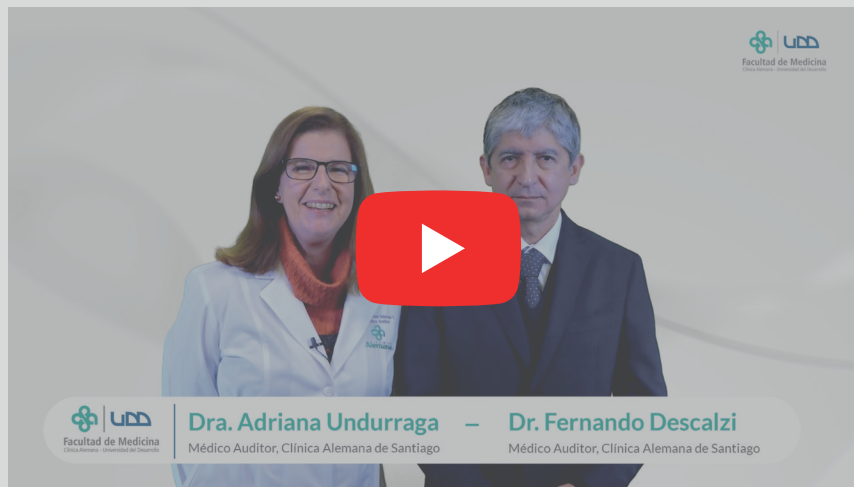 UDD
Facultad de Medicina
Clínica Alemana - Universidad del Desarrollo
UDD
Facultad de Medicina
Clínica Alemana - Universidad del Desarrollo
Dra. Adriana Undurraga – Dr. Fernando Descalzi
Médico Auditor, Clínica Alemana de Santiago Médico Auditor, Clínica Alemana de Santiago